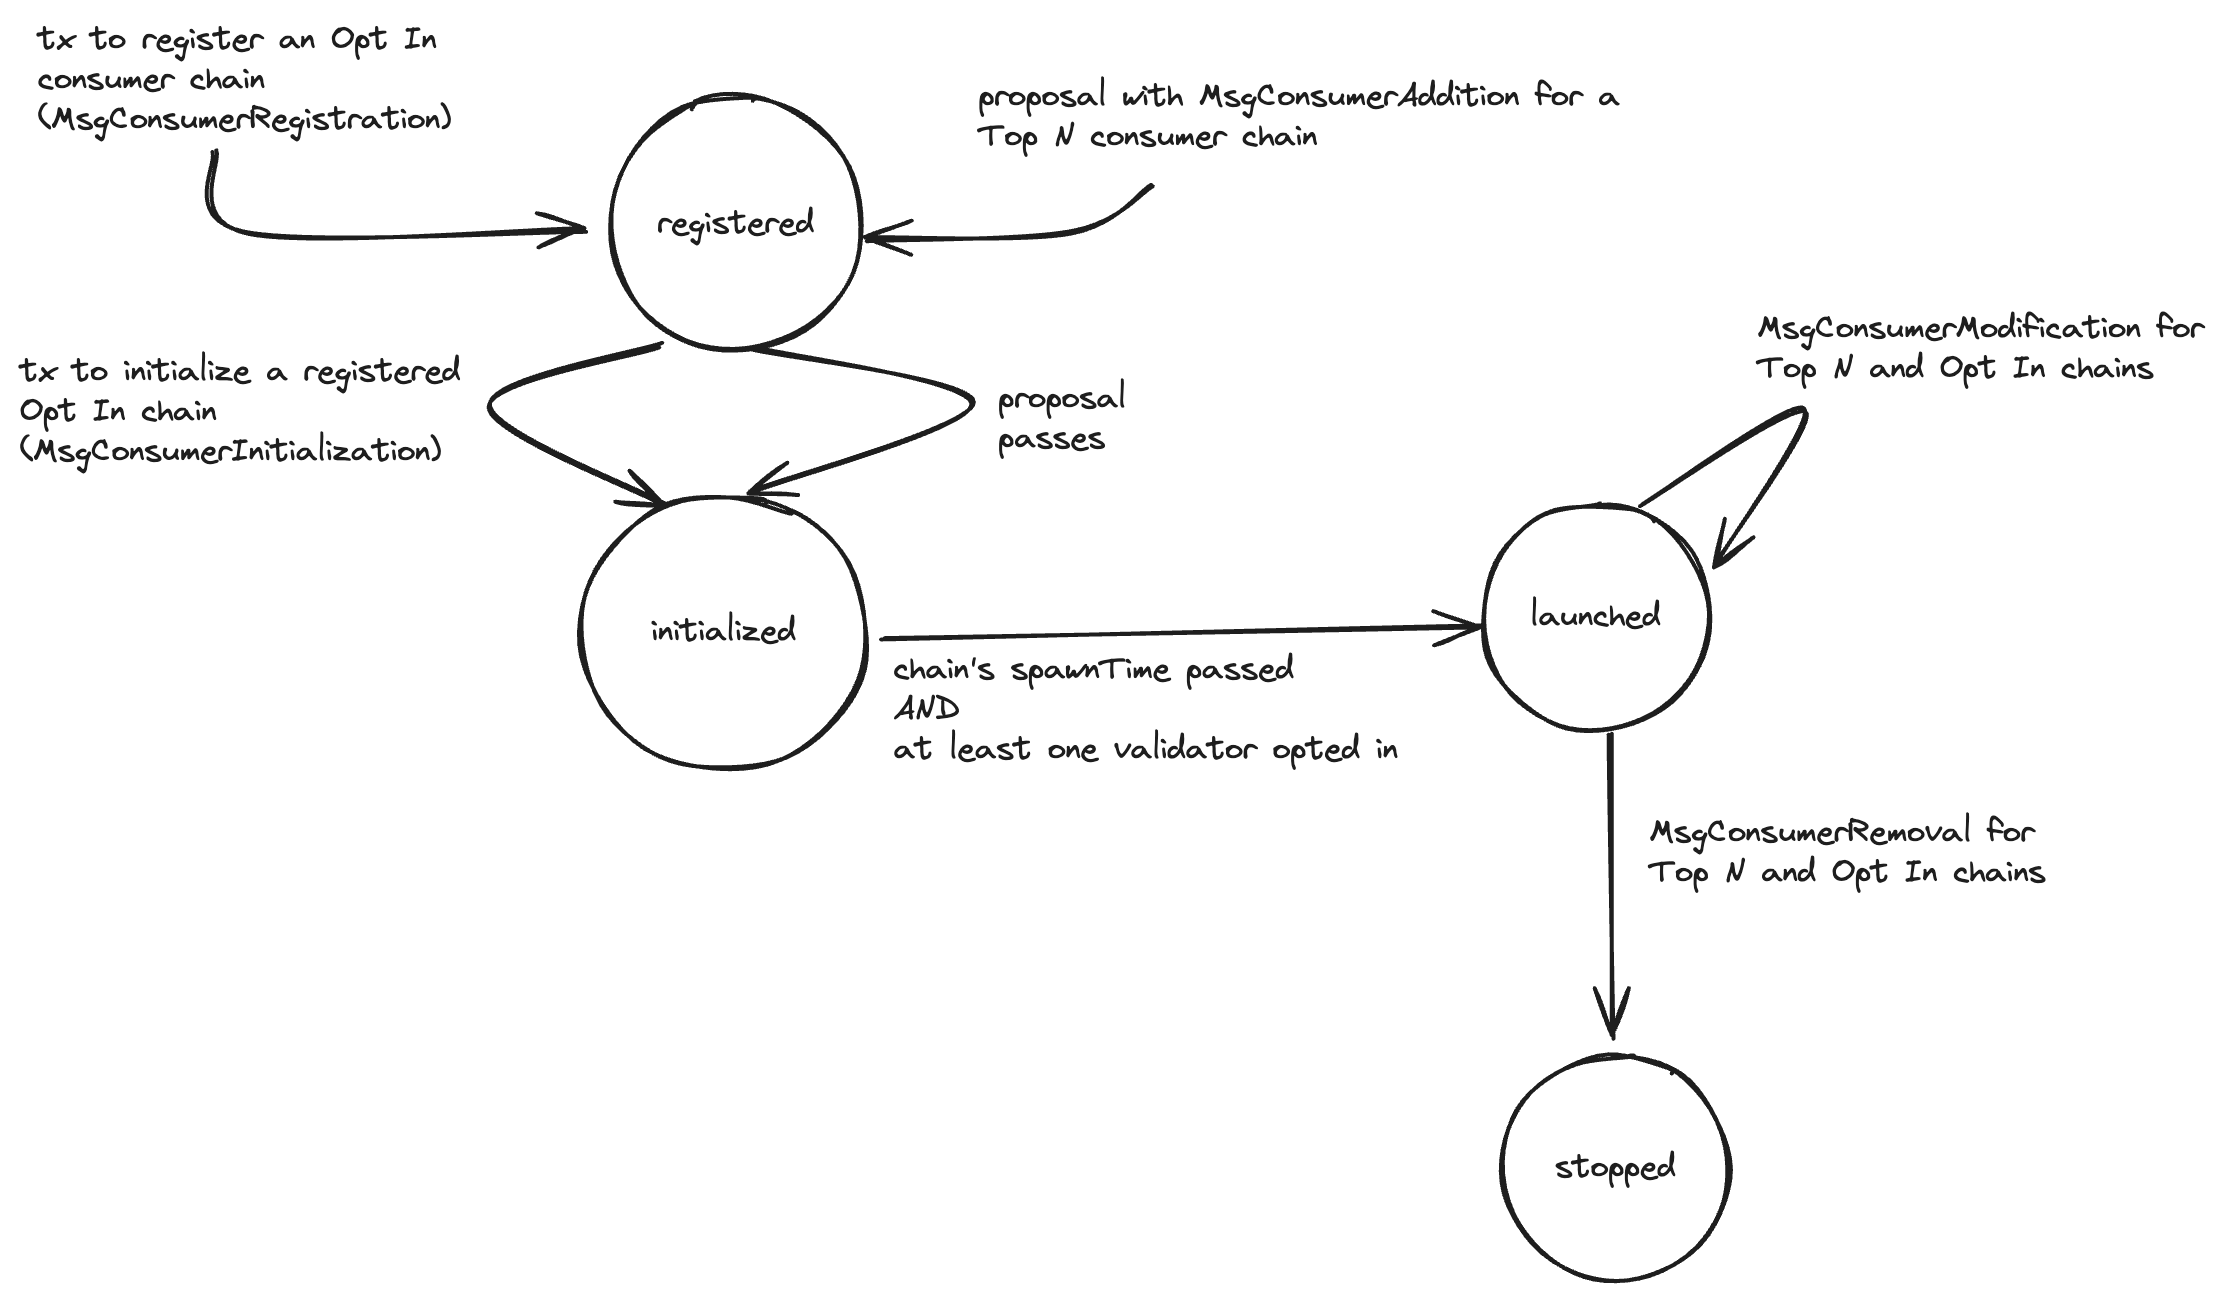 tx to register an Opt In
consumer chain
(MsgConsumerRegistration)
proposal with MsgConsumerAddition for a
Top N consumer chain
registered
MsgConsumerModification for
Top N and Opt In chains
tx to initialize a registered
Opt In chain
(MsgConsumerInitialization)
proposal
passes
initialized
launched
chain's spawnTime passed
AND
at least one validator opted in
MsgConsumerRemoval for
Top N and Opt In chains
stopped